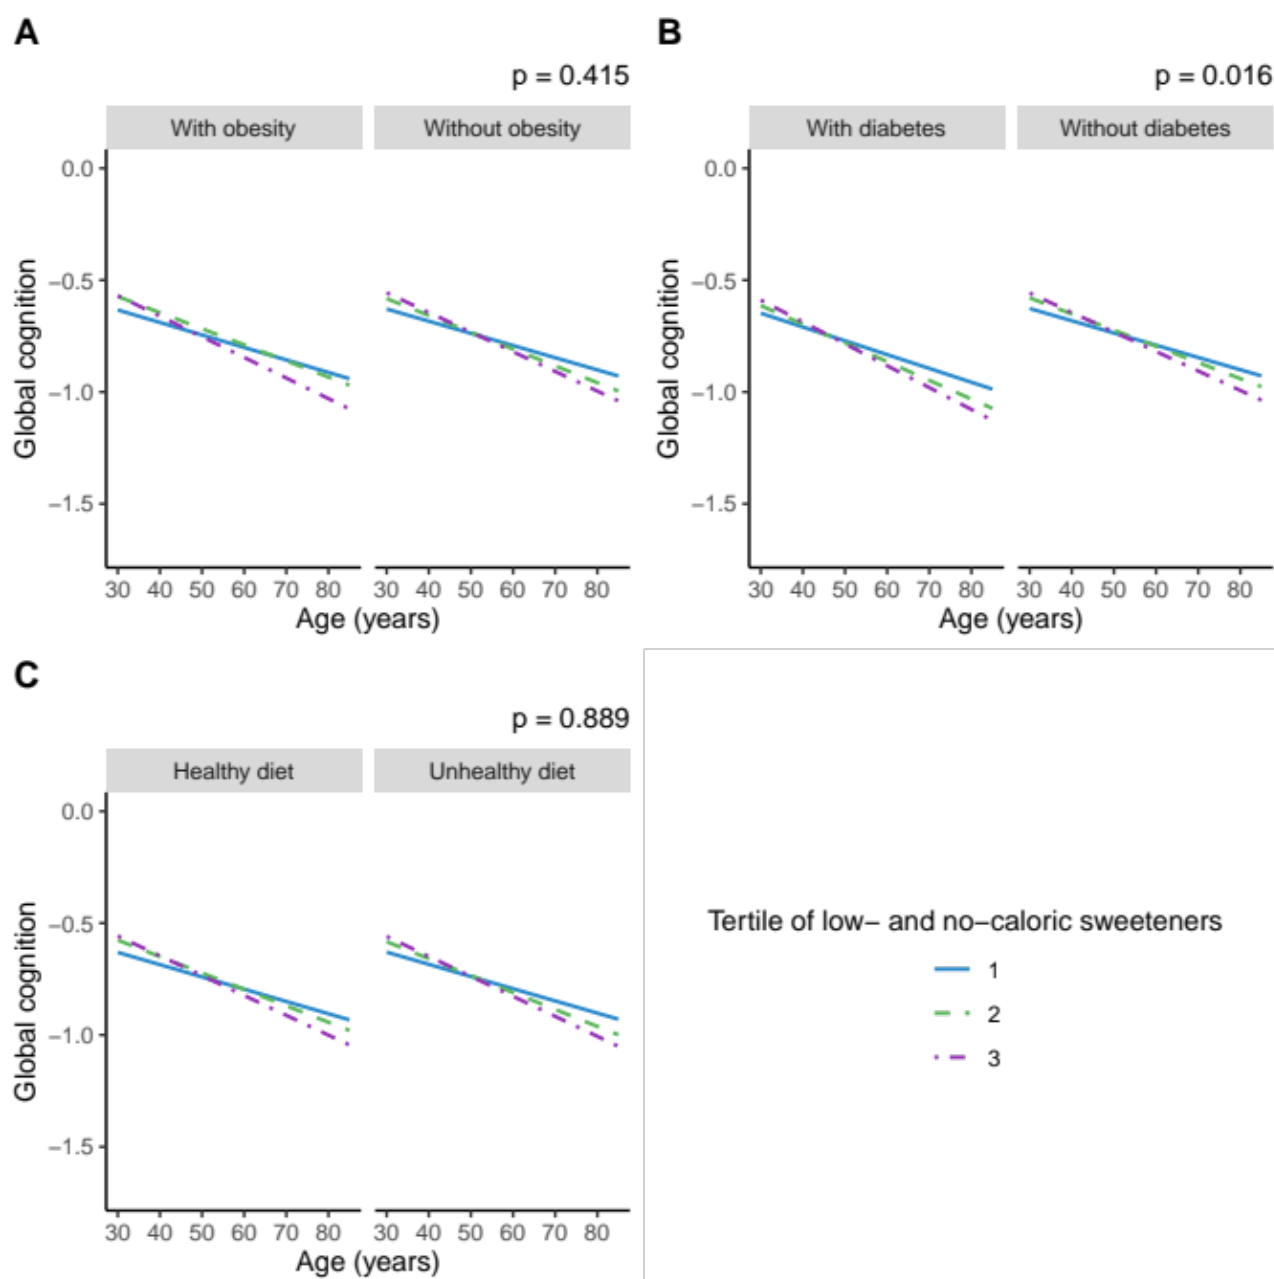 A
p = 0.415
With obesity
Without obesity
0.0
−0.5
−1.0
−1.5
Global cognition
30 40 50 60 70 80
30 40 50 60 70 80
Age (years)
B
p = 0.016
With diabetes
Without diabetes
0.0
−0.5
−1.0
−1.5
Global cognition
30 40 50 60 70 80
30 40 50 60 70 80
Age (years)
C
p = 0.889
Healthy diet
Unhealthy diet
0.0
−0.5
−1.0
−1.5
Global cognition
30 40 50 60 70 80
30 40 50 60 70 80
Age (years)
Tertile of low− and no−caloric sweeteners
1
2
3